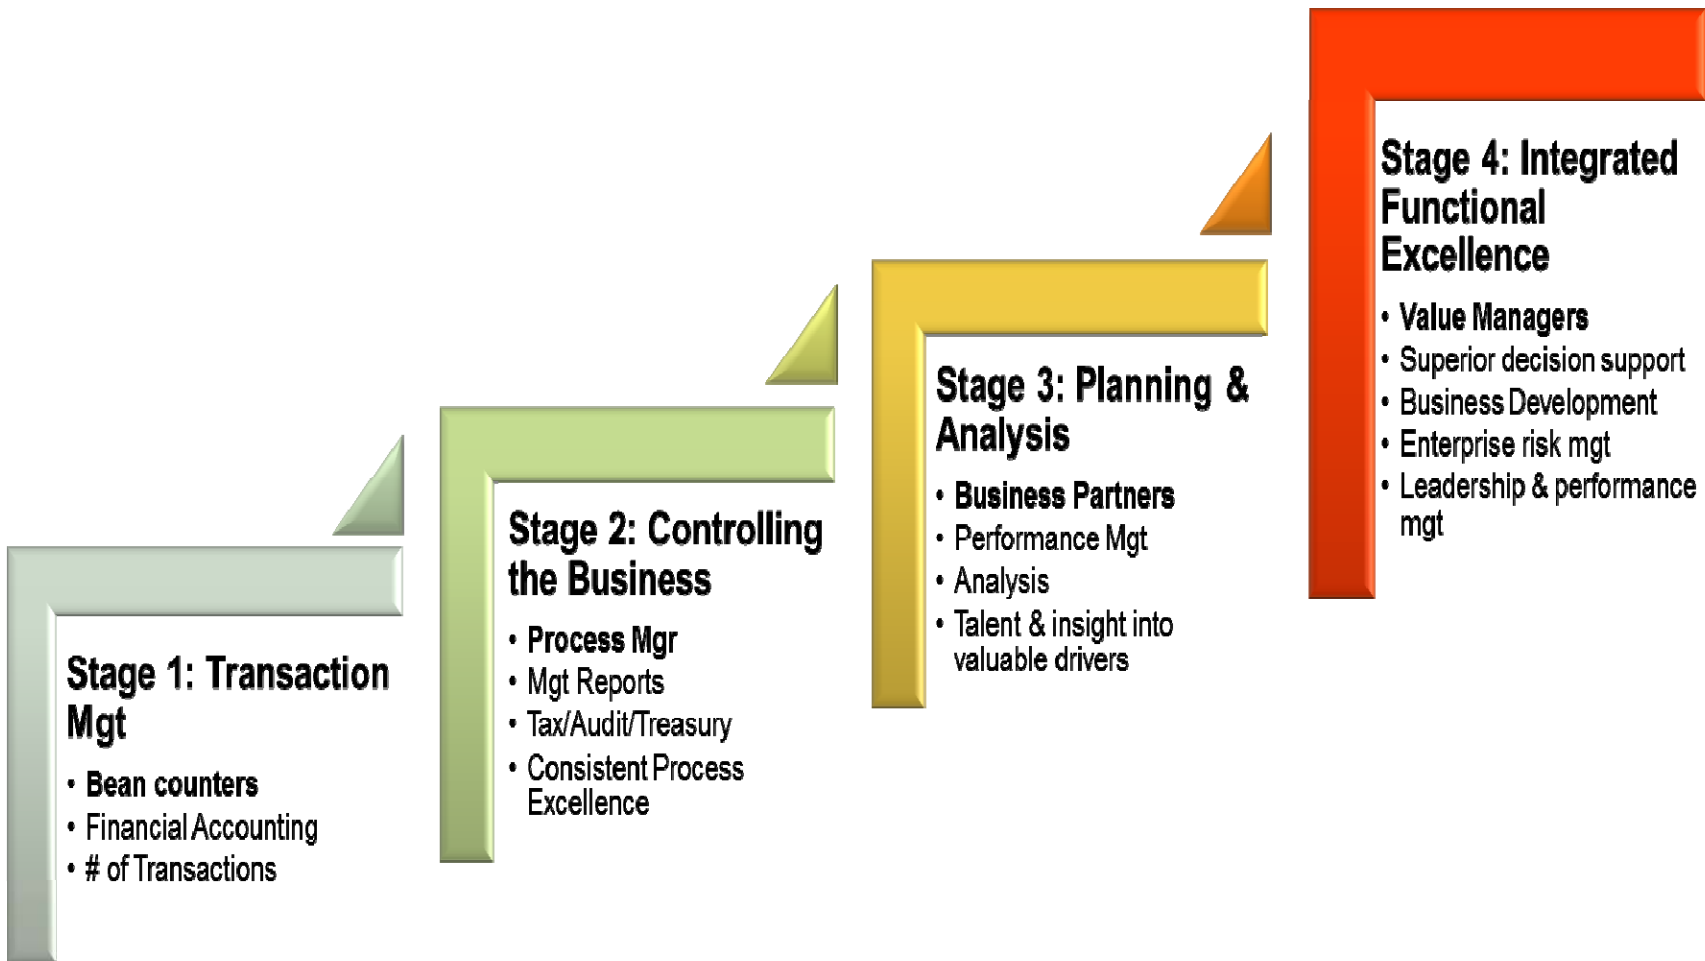 Stage 1: Transaction
Mgt
• Bean counters
• Financial Accounting
• # of Transactions
Stage 2: Controlling
the Business
• Process Mgr
• Mgt Reports
• Tax/Audit/Treasury
• Consistent Process
Excellence
Stage 3: Planning &
Analysis
• Business Partners
• Performance Mgt
• Analysis
• Talent & insight into
valuable drivers
Stage 4: Integrated
Functional
Excellence
• Value Managers
• Superior decision support
• Business Development
• Enterprise risk mgt
• Leadership & performance
mgt